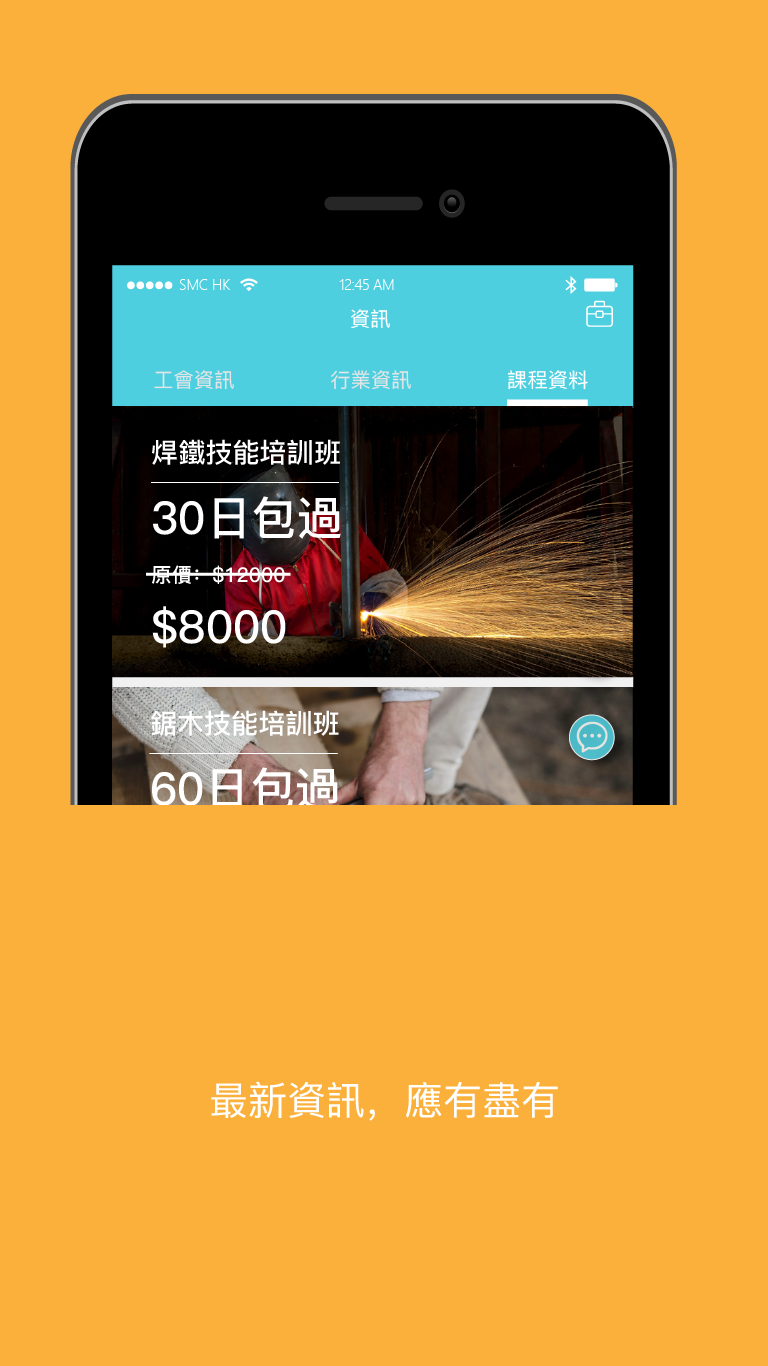 SMC HK 12:45 AM
資訊
工會資訊 行業資訊 課程資料
焊鐵技能培訓班
30日包過
原價：$12000
$8000
鋸木技能培訓班
60日包過
最新資訊，應有盡有